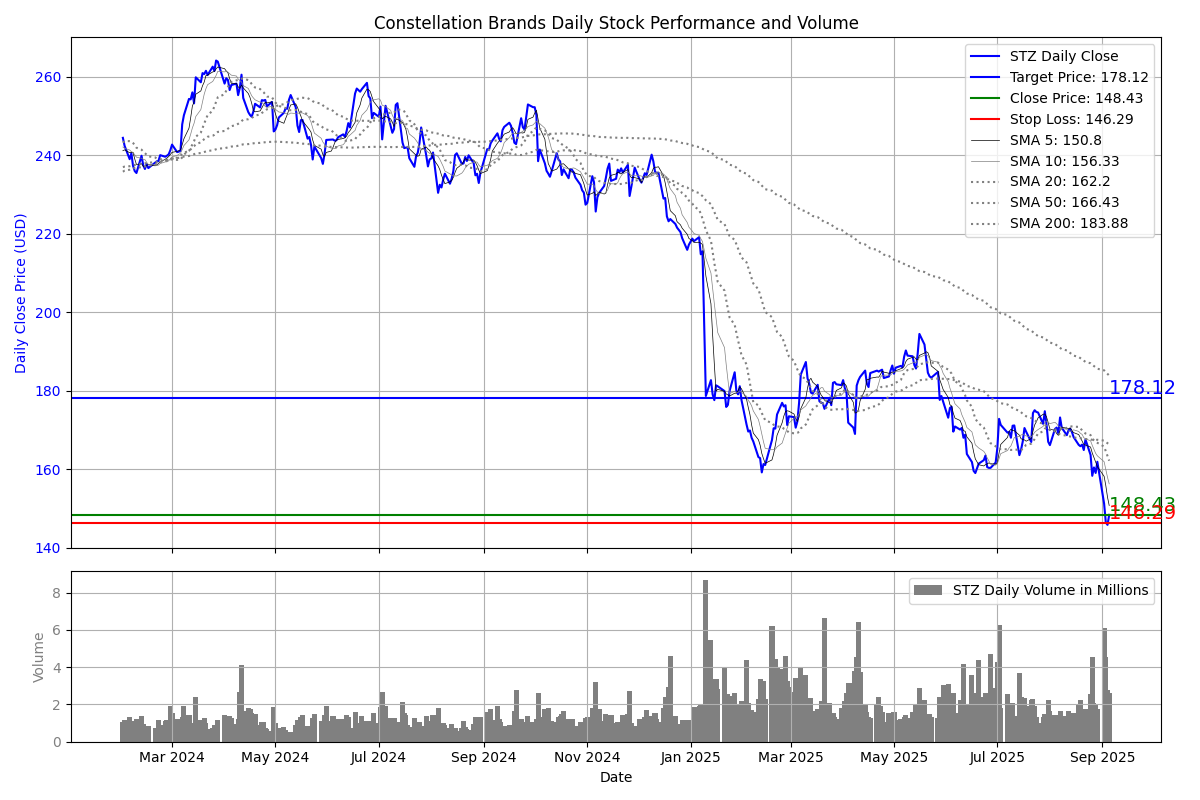 Constellation Brands Daily Stock Performance and Volume
Daily Close Price (USD)
260
240
220
200
180
160
140
STZ Daily Close
Target Price: 178.12
Close Price: 148.43
Stop Loss: 146.29
SMA 5: 150.8
SMA 10: 156.33
SMA 20: 162.2
SMA 50: 166.43
SMA 200: 183.88
178.12
148.43
146.29
Volume
8
6
4
2
0
STZ Daily Volume in Millions
Mar 2024
May 2024
Jul 2024
Sep 2024
Nov 2024
Jan 2025
Mar 2025
May 2025
Jul 2025
Sep 2025
Date